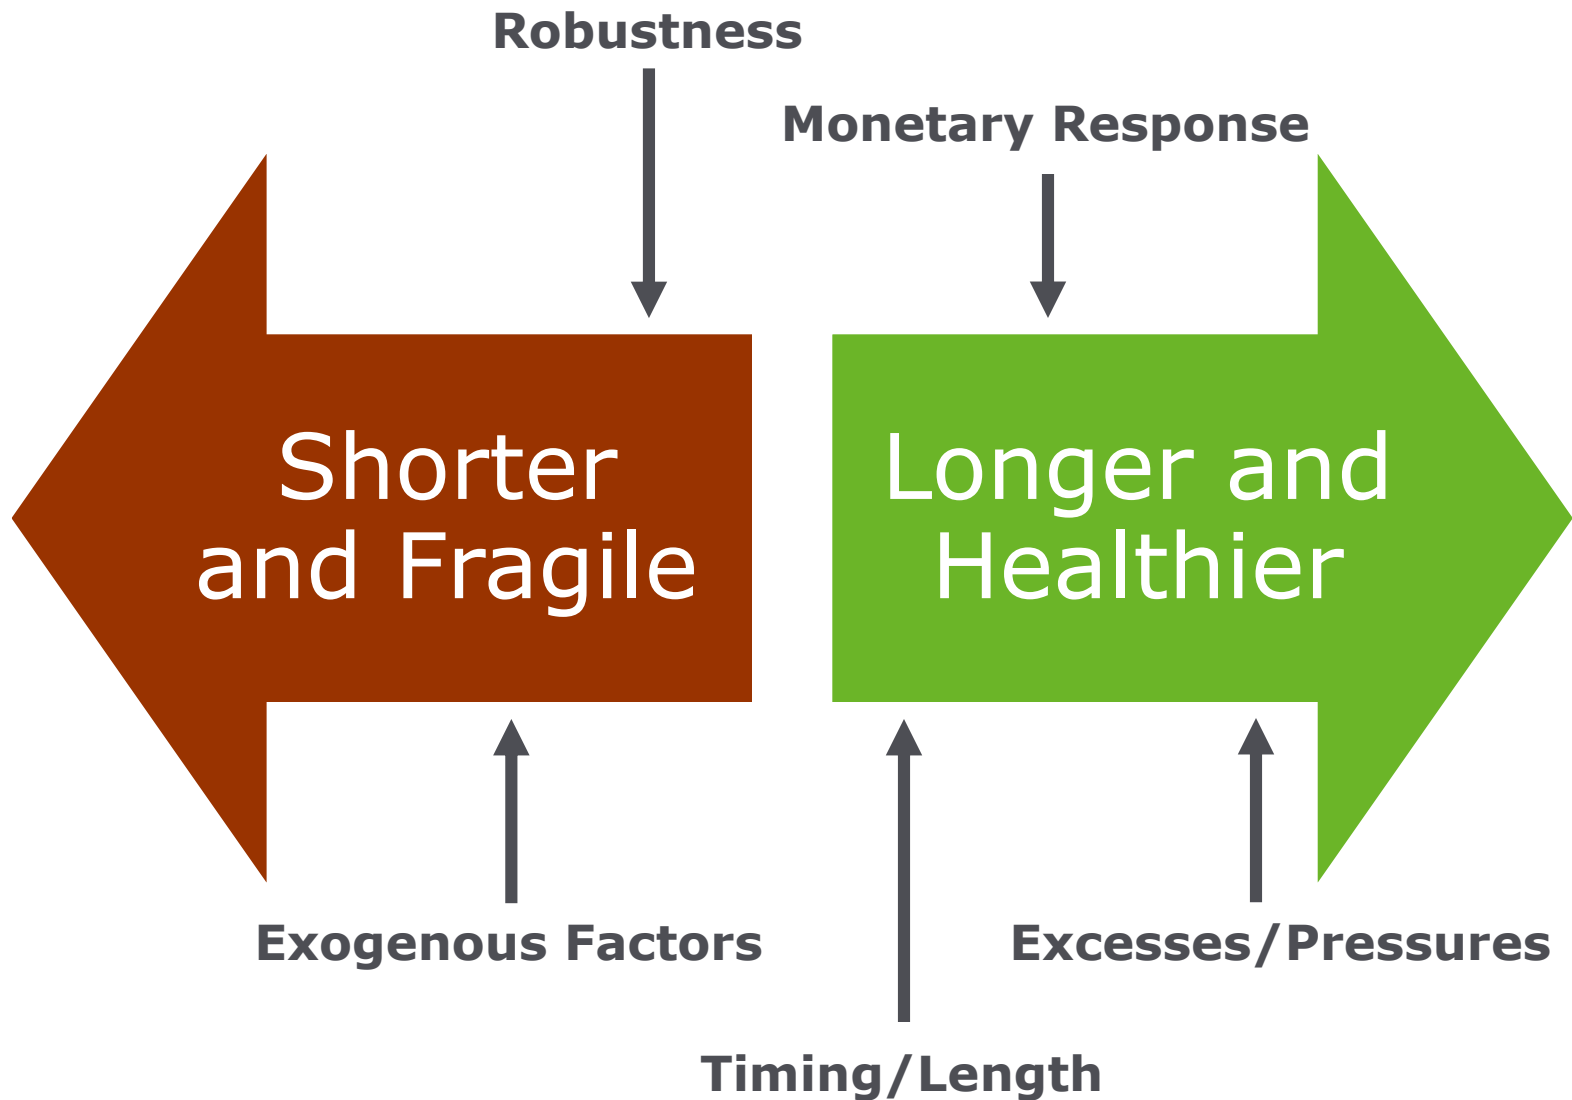 Robustness
Monetary Response
Shorter
and Fragile
Longer and
Healthier
Exogenous Factors
Excesses/Pressures
Timing/Length